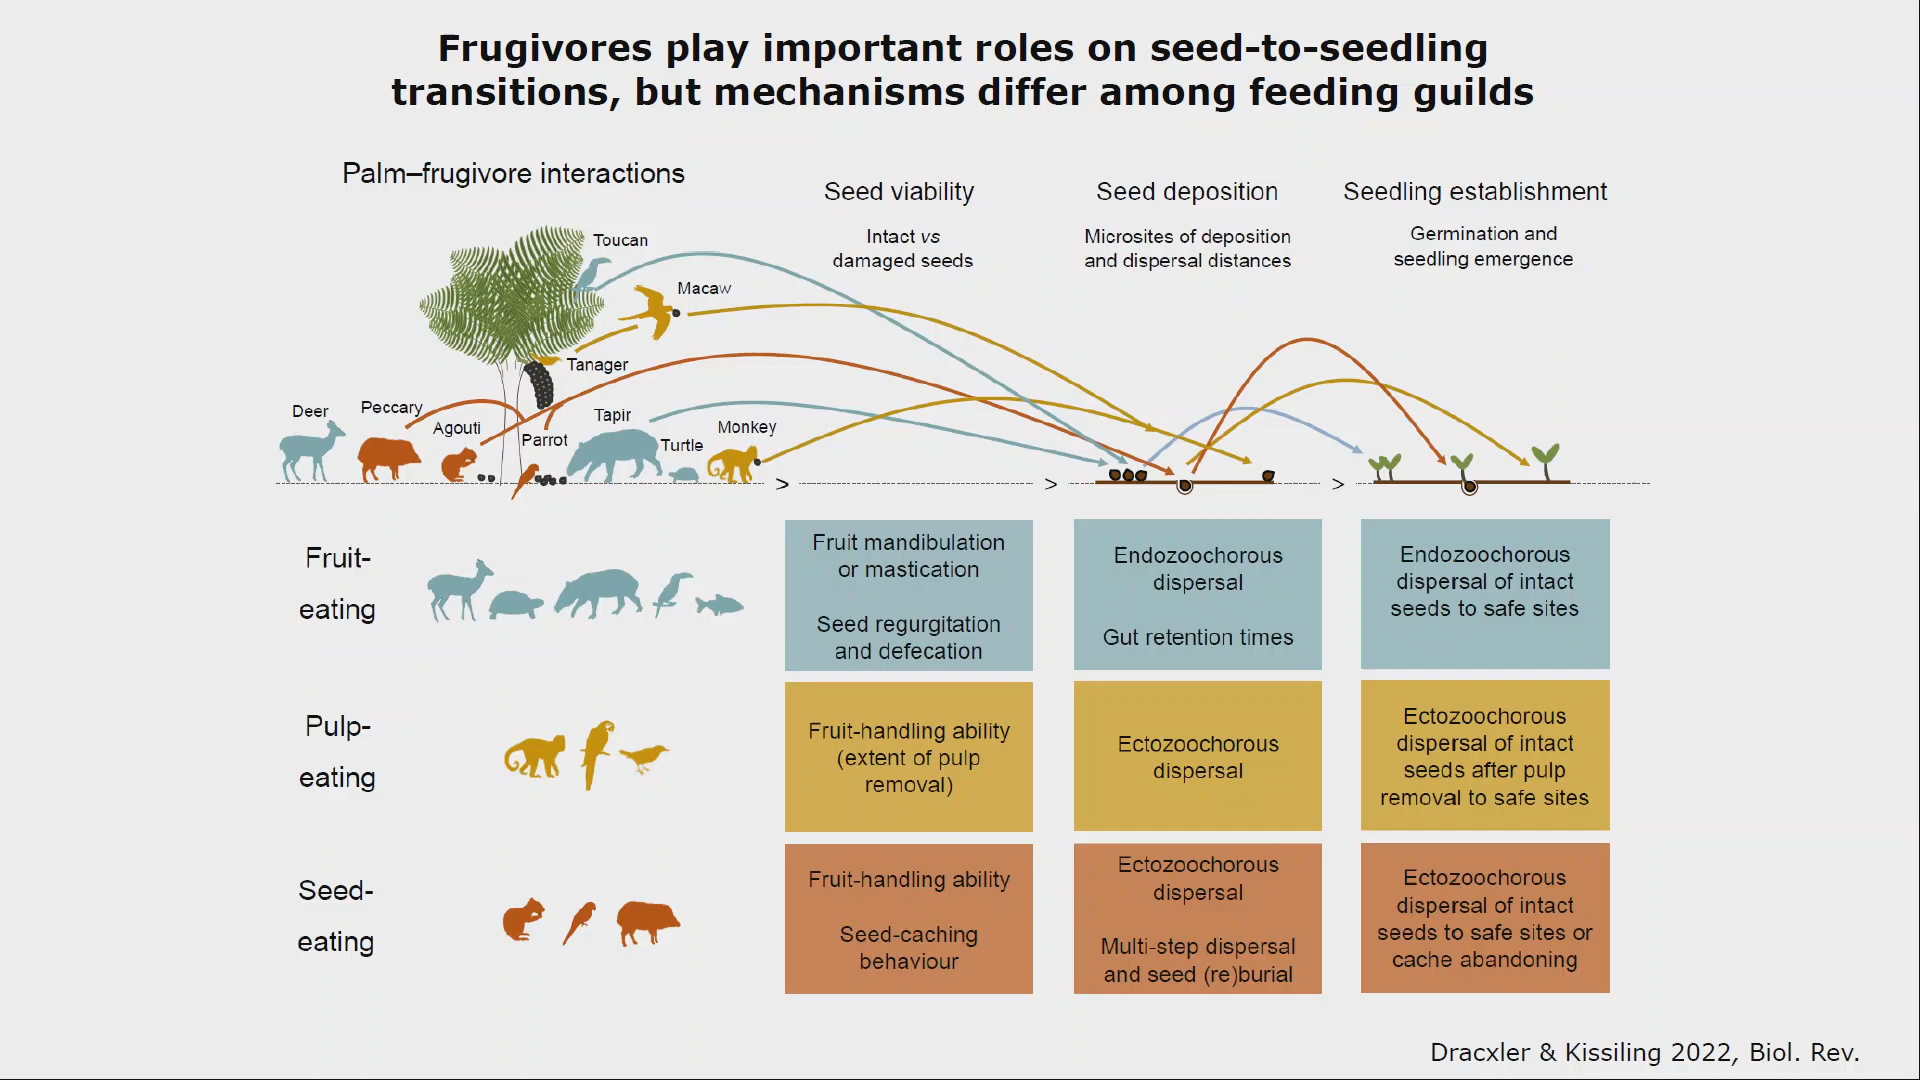 Frugivores play important roles on seed-to-seedling
transitions, but mechanisms differ among feeding guilds
Palm–frugivore interactions
Seed viability
Intact vs
damaged seeds
Seed deposition
Microsites of deposition
and dispersal distances
Seedling establishment
Germination and
seedling emergence
Toucan
Macaw
Tanager
Deer
Peccary
Agouti
Parrot
Tapir
Turtle
Monkey
>
>
>
Fruit-
eating
Fruit mandibulation
or mastication
Seed regurgitation
and defecation
Endozoochorous
dispersal
Gut retention times
Endozoochorous
dispersal of intact
seeds to safe sites
Pulp-
eating
Fruit-handling ability
(extent of pulp
removal)
Ectozoochorous
dispersal
Ectozoochorous
dispersal of intact
seeds after pulp
removal to safe sites
Seed-
eating
Fruit-handling ability
Seed-caching
behaviour
Ectozoochorous
dispersal
Multi-step dispersal
and seed (re)burial
Ectozoochorous
dispersal of intact
seeds to safe sites or
cache abandoning
Dracxler & Kissiling 2022, Biol. Rev.